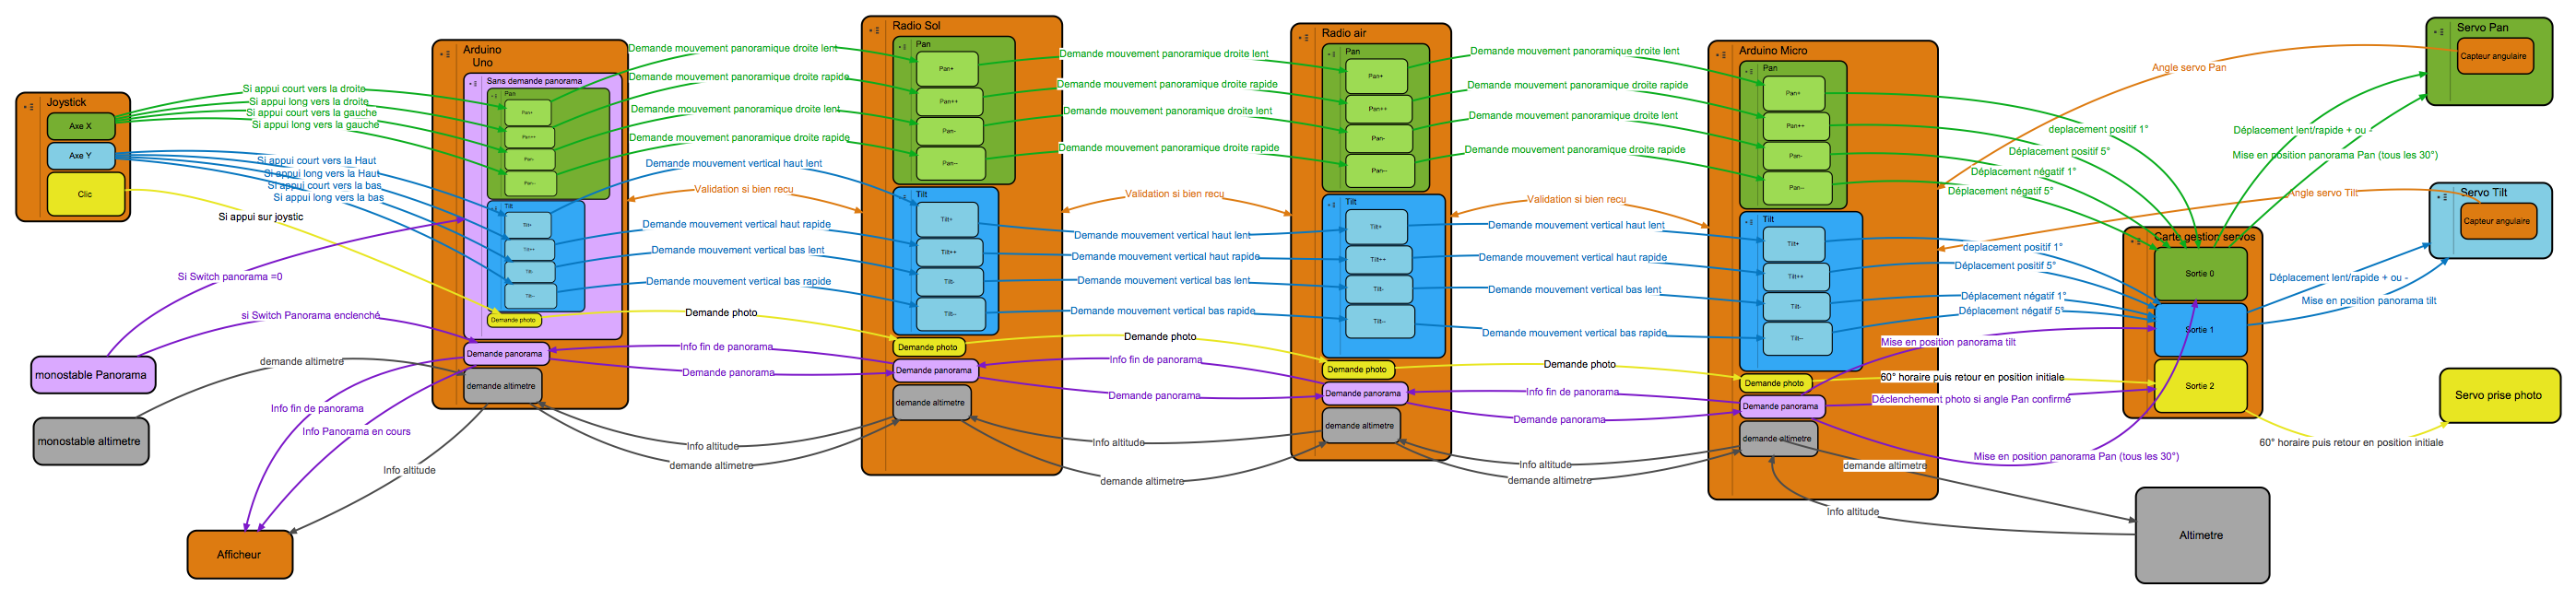 Joystick
Axe X
Axe Y
Clic
Si appui court vers la droite
Si appui long vers la droite
Si appui court vers la gauche
Si appui long vers la gauche
Si appui court vers la Haut
Si appui long vers la Haut
Si appui court vers la bas
Si appui long vers la bas
Si appui sur joystic
Si Switch panorama =0
si Switch Panorama enclenché
monostable Panorama
demande altimetre
monostable altimetre
Info fin de panorama
Info Panorama en cours
Info altitude
Afficheur
Arduino
Uno
Sans demande panorama
Pan
Pan+
Pan++
Pan-
Pan--
Tilt
Tilt+
Tilt++
Tilt-
Tilt--
Demande photo
Demande panorama
demande altimetre
Demande mouvement panoramique droite lent
Demande mouvement panoramique droite rapide
Demande mouvement panoramique droite lent
Demande mouvement panoramique droite rapide
Demande mouvement vertical haut lent
Validation si bien recu
Demande mouvement vertical haut rapide
Demande mouvement vertical bas lent
Demande mouvement vertical bas rapide
Demande photo
Info fin de panorama
Demande panorama
Info altitude
demande altimetre
Radio Sol
Pan
Pan+
Pan++
Pan-
Pan--
Tilt
Tilt+
Tilt++
Tilt-
Tilt--
Demande photo
Demande panorama
demande altimetre
Demande mouvement panoramique droite lent
Demande mouvement panoramique droite rapide
Demande mouvement panoramique droite lent
Demande mouvement panoramique droite rapide
Validation si bien recu
Demande mouvement vertical haut lent
Demande mouvement vertical haut rapide
Demande mouvement vertical bas lent
Demande mouvement vertical bas rapide
Demande photo
Info fin de panorama
Demande panorama
Info altitude
demande altimetre
Radio air
Pan
Pan+
Pan++
Pan-
Pan--
Tilt
Tilt+
Tilt++
Tilt-
Tilt--
Demande photo
Demande panorama
demande altimetre
Demande mouvement panoramique droite lent
Demande mouvement panoramique droite rapide
Demande mouvement panoramique droite lent
Demande mouvement panoramique droite rapide
Validation si bien recu
Demande mouvement vertical haut lent
Demande mouvement vertical haut rapide
Demande mouvement vertical bas lent
Demande mouvement vertical bas rapide
Demande photo
Info fin de panorama
Demande panorama
Info altitude
demande altimetre
Arduino Micro
Pan
Pan+
Pan++
Pan-
Pan--
Tilt
Tilt+
Tilt++
Tilt-
Tilt--
Demande photo
Demande panorama
demande altimetre
Angle servo Pan
deplacement positif 1°
Déplacement positif 5°
Déplacement négatif 1°
Déplacement négatif 5°
Angle servo Tilt
deplacement positif 1°
Déplacement positif 5°
Déplacement négatif 1°
Déplacement négatif 5°
Mise en position panorama tilt
60° horaire puis retour en position initiale
Déclenchement photo si angle Pan confirmé
Mise en position panorama Pan (tous les 30°)
demande altimetre
Info altitude
Carte gestion servos
Sortie 0
Sortie 1
Sortie 2
Déplacement lent/rapide + ou -
Mise en position panorama Pan (tous les 30°)
Déplacement lent/rapide + ou -
Mise en position panorama tilt
60° horaire puis retour en position initiale
Servo Pan
Capteur angulaire
Servo Tilt
Capteur angulaire
Servo prise photo
Altimetre